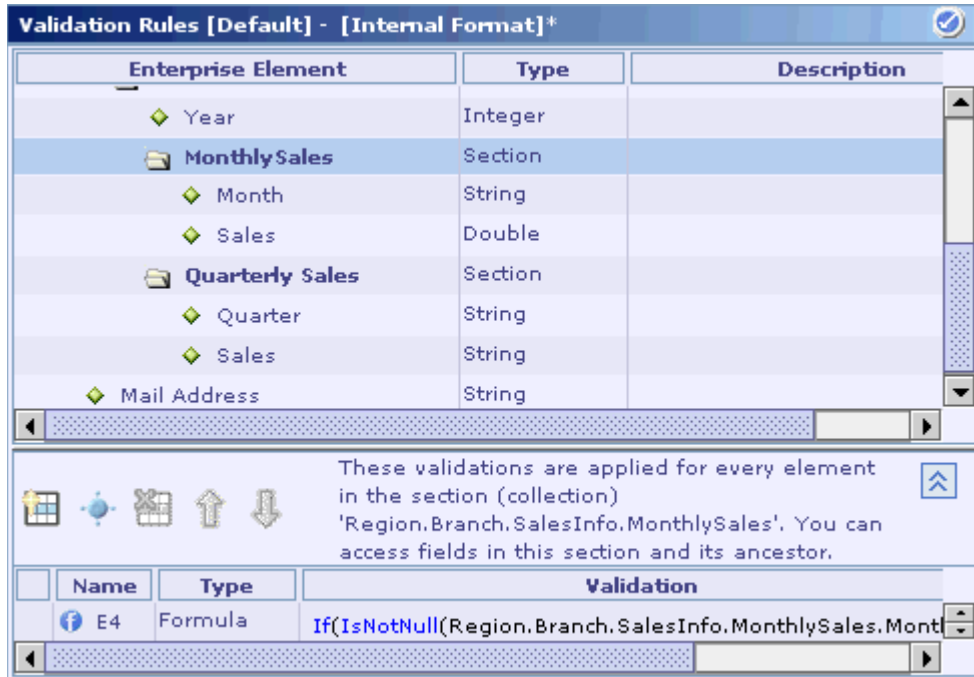 Validation Rules [Default] - [Internal Format]*
Enterprise Element Type Description
Year Integer
MonthlySales Section
Month String
Sales Double
Quarterly Sales Section
Quarter String
Sales String
Mail Address String
These validations are applied for every element
in the section (collection)
'Region.Branch.SalesInfo.MonthlySales'. You can
access fields in this section and its ancestor.
Name Type Validation
E4 Formula If(IsNotNull(Region.Branch.SalesInfo.MonthlySales.Mont